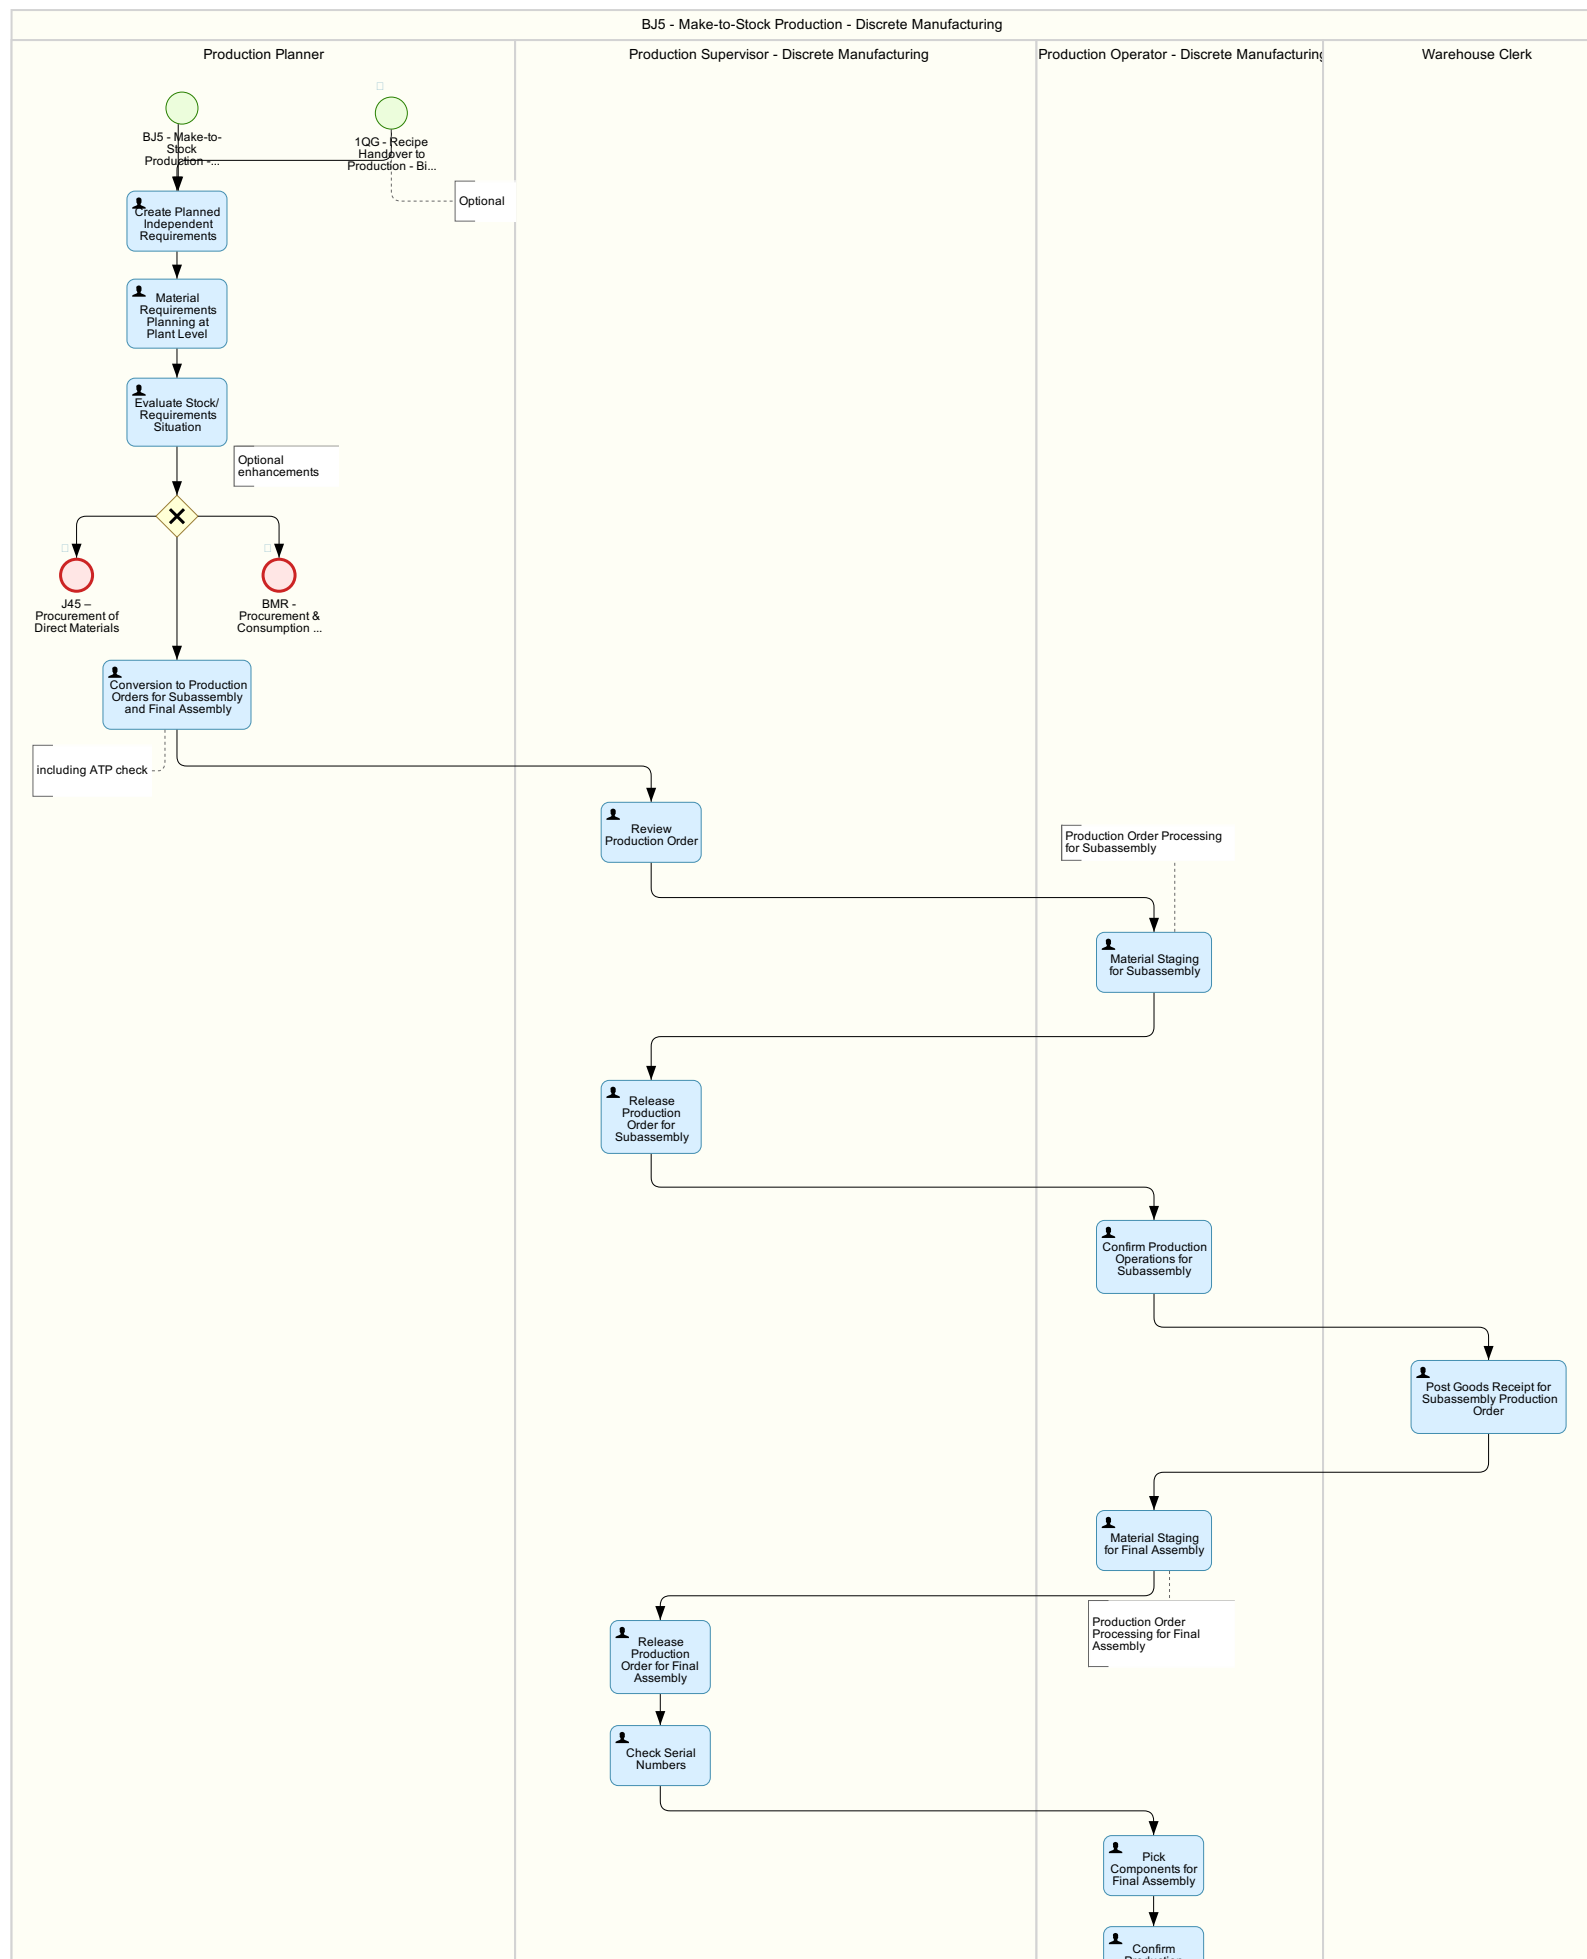 BJ5 - Make-to-Stock Production - Discrete Manufacturing
Production Planner
Production Supervisor - Discrete Manufacturing
Production Operator - Discrete Manufacturing
Warehouse Clerk
BJ5 - Make-to-
Stock
Production -...
1QG - Recipe
Handover to
Production - Bi...
Optional
Create Planned
Independent
Requirements
Material
Requirements
Planning at
Plant Level
Evaluate Stock/
Requirements
Situation
Optional
enhancements
J45 –
Procurement of
Direct Materials
BMR -
Procurement &
Consumption ...
Conversion to Production
Orders for Subassembly
and Final Assembly
including ATP check
Review
Production Order
Production Order Processing
for Subassembly
Material Staging
for Subassembly
Release
Production
Order for
Subassembly
Confirm Production
Operations for
Subassembly
Post Goods Receipt for
Subassembly Production
Order
Material Staging
for Final Assembly
Production Order
Processing for Final
Assembly
Release
Production
Order for Final
Assembly
Check Serial
Numbers
Pick
Components for
Final Assembly
Confirm